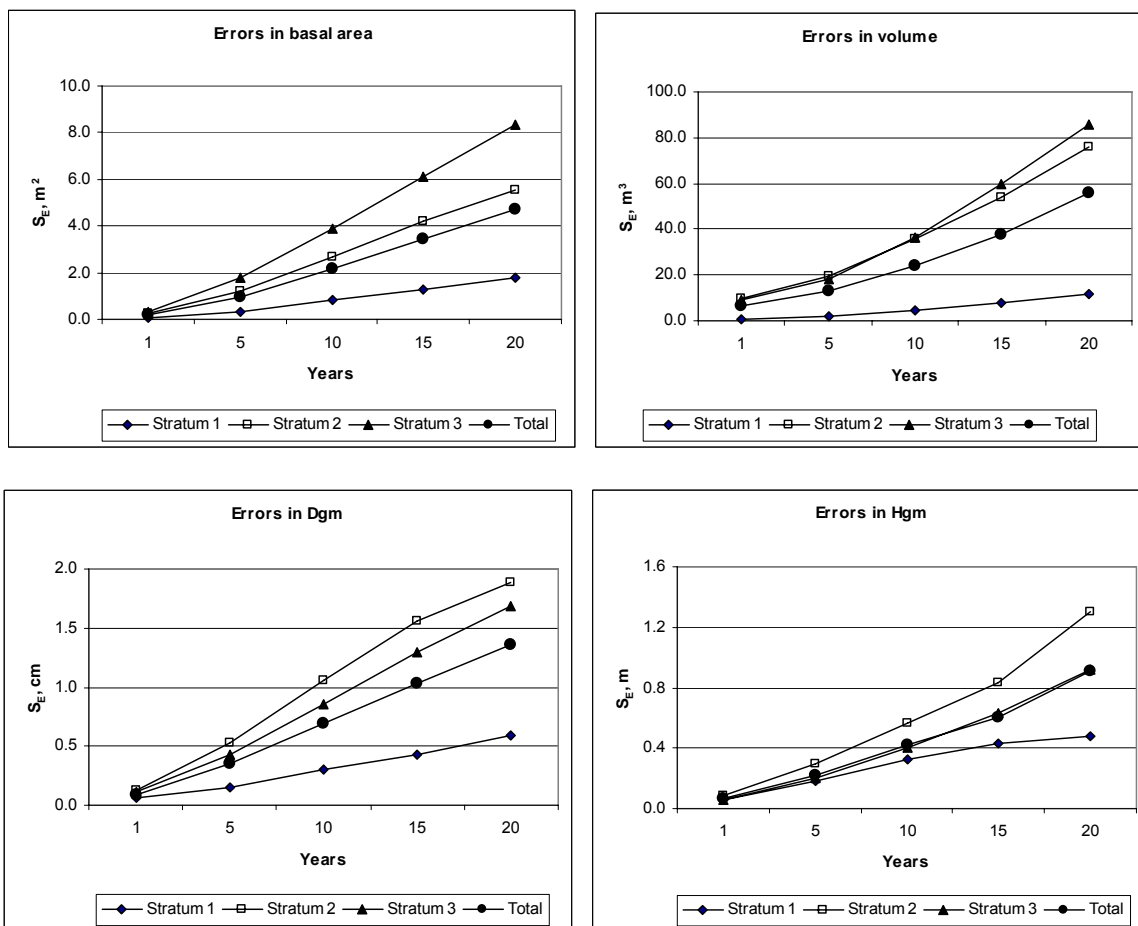 Errors in basal area
10.0
8.0
6.0
4.0
2.0
0.0
S_E, m²
1 5 10 15 20
Years
Stratum 1 Stratum 2 Stratum 3 Total
Errors in volume
100.0
80.0
60.0
40.0
20.0
0.0
S_E, m³
1 5 10 15 20
Years
Stratum 1 Stratum 2 Stratum 3 Total
Errors in Dgm
2.0
1.5
1.0
0.5
0.0
S_E, cm
1 5 10 15 20
Years
Stratum 1 Stratum 2 Stratum 3 Total
Errors in Hgm
1.6
1.2
0.8
0.4
0.0
S_E, m
1 5 10 15 20
Years
Stratum 1 Stratum 2 Stratum 3 Total